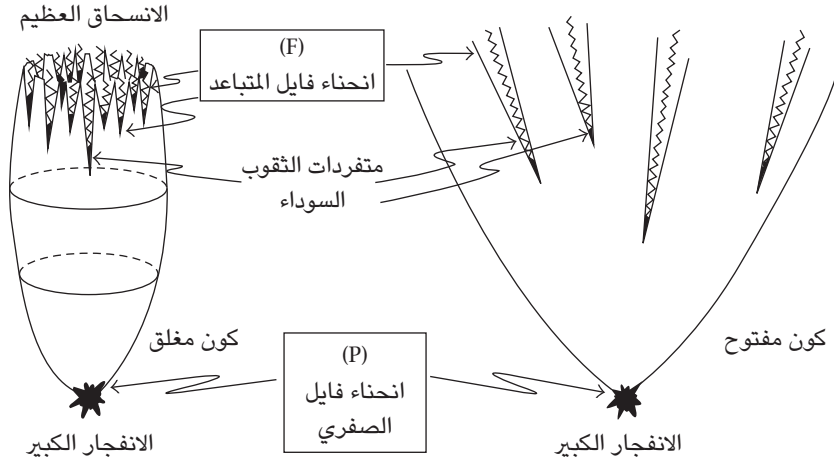 الانسحاق العظيم
(F)
انحناء فايل المتباعد
متفردات الثقوب
السوداء
كون مغلق
كون مفتوح
(P)
انحناء فايل
الصفري
الانفجار الكبير
الانفجار الكبير